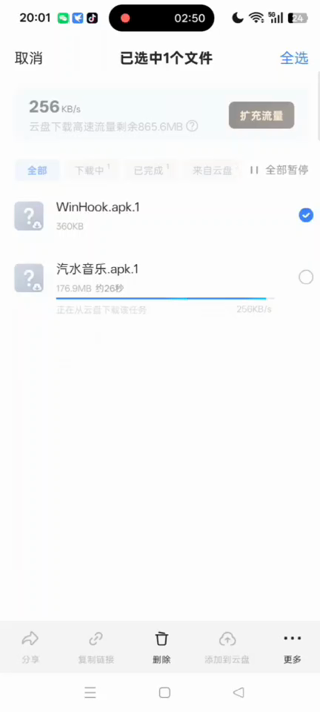 20:01
02:50
5G
24
取消
已选中1个文件
全选
256 KB/s
云盘下载高速流量剩余865.6MB
扩充流量
全部
下载中 1
已完成 1
来自云盘
全部暂停
WinHook.apk.1
360KB
汽水音乐.apk.1
176.9MB 约26秒
正在从云盘下载该任务
256KB/s
分享
复制链接
删除
添加到云盘
更多